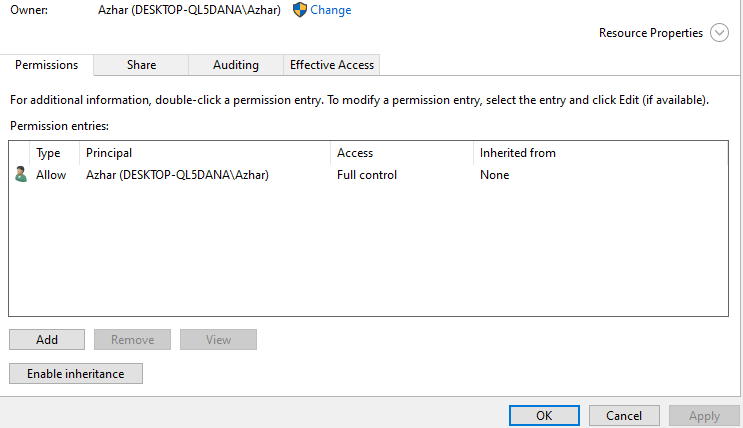 Owner: Azhar (DESKTOP-QL5DANA\Azhar) Change
Resource Properties
Permissions Share Auditing Effective Access
For additional information, double-click a permission entry. To modify a permission entry, select the entry and click Edit (if available).
Permission entries:
Type Principal Access Inherited from
Allow Azhar (DESKTOP-QL5DANA\Azhar) Full control None
Add Remove View
Enable inheritance
OK Cancel Apply